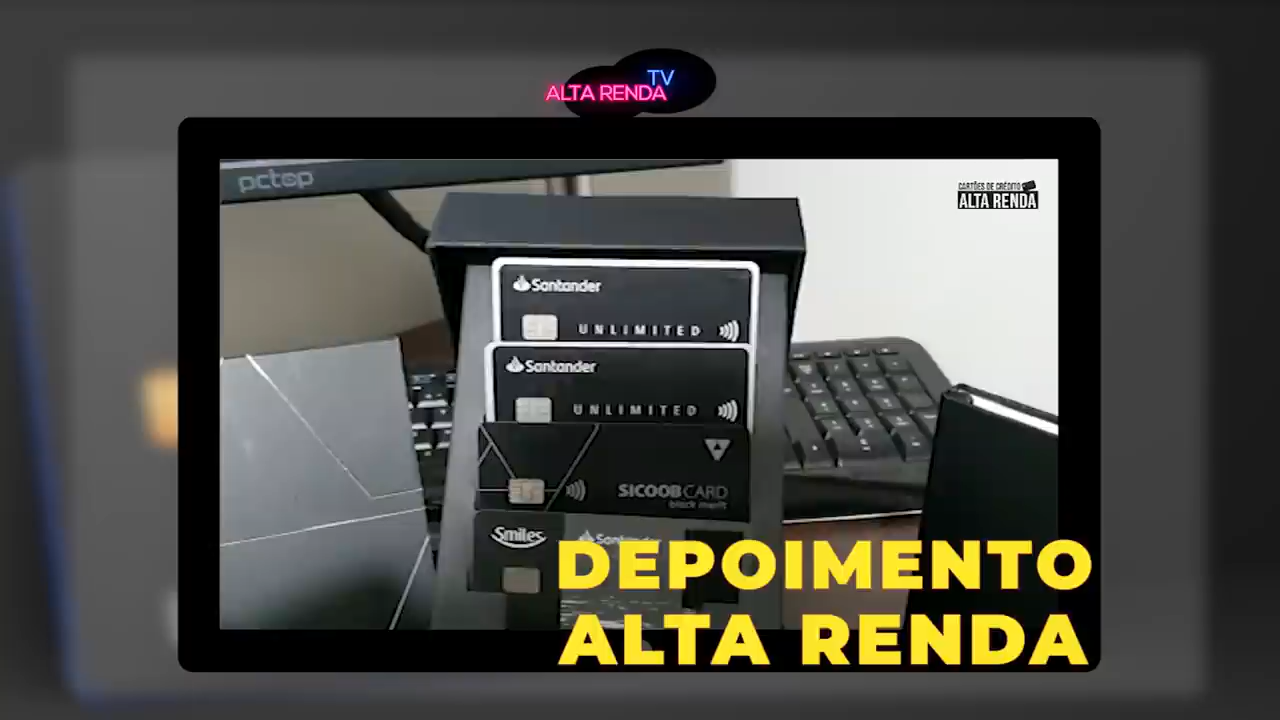 TV
ALTA RENDA
pctop
CARTÕES DE CRÉDITO
ALTA RENDA
Santander
UNLIMITED
Santander
UNLIMITED
SICOOBCARD
black merit
Smiles
Santander
DEPOIMENTO
ALTA RENDA